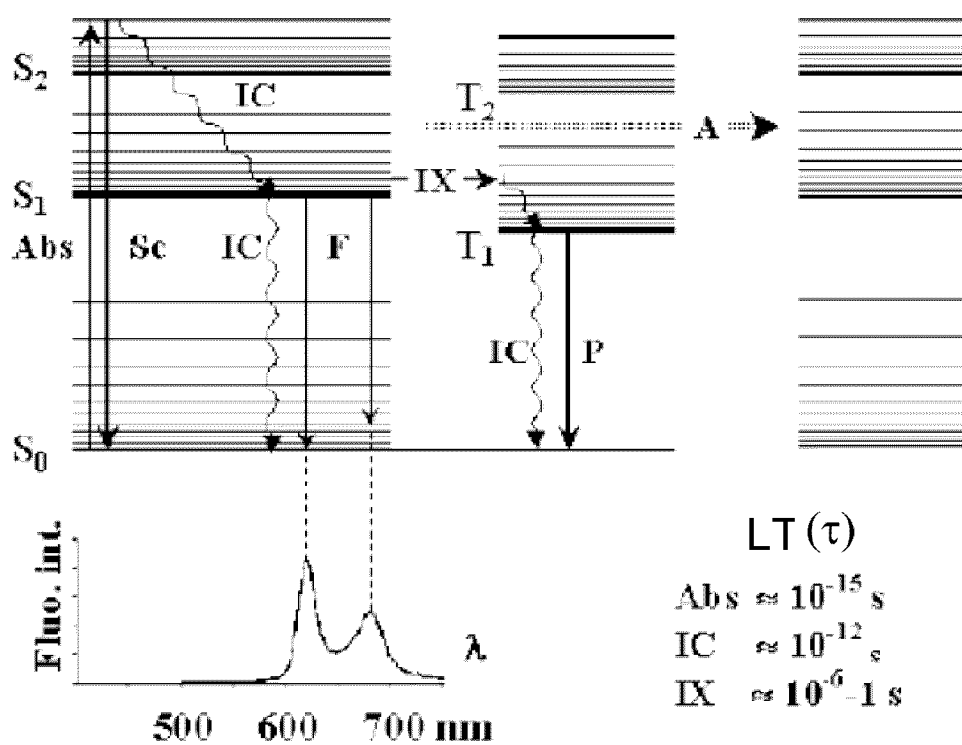 S2
IC
T2
A
S1
IX
Abs Sc IC F
T1
IC P
S0
Fluo. int.
λ
500 600 700 nm
LT (τ)
Abs ≈ 10^-15 s
IC ≈ 10^-12 s
IX ≈ 10^-6-1 s